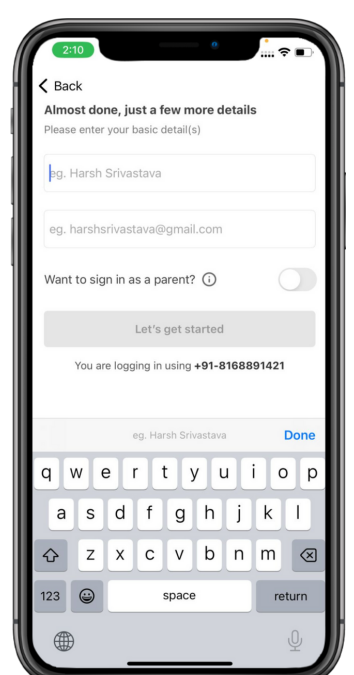 2:10
Back
Almost done, just a few more details
Please enter your basic detail(s)
eg. Harsh Srivastava
eg. harshsrivastava@gmail.com
Want to sign in as a parent?
Let's get started
You are logging in using +91-8168891421
eg. Harsh Srivastava Done
q w e r t y u i o p
a s d f g h j k l
z x c v b n m
123 space return